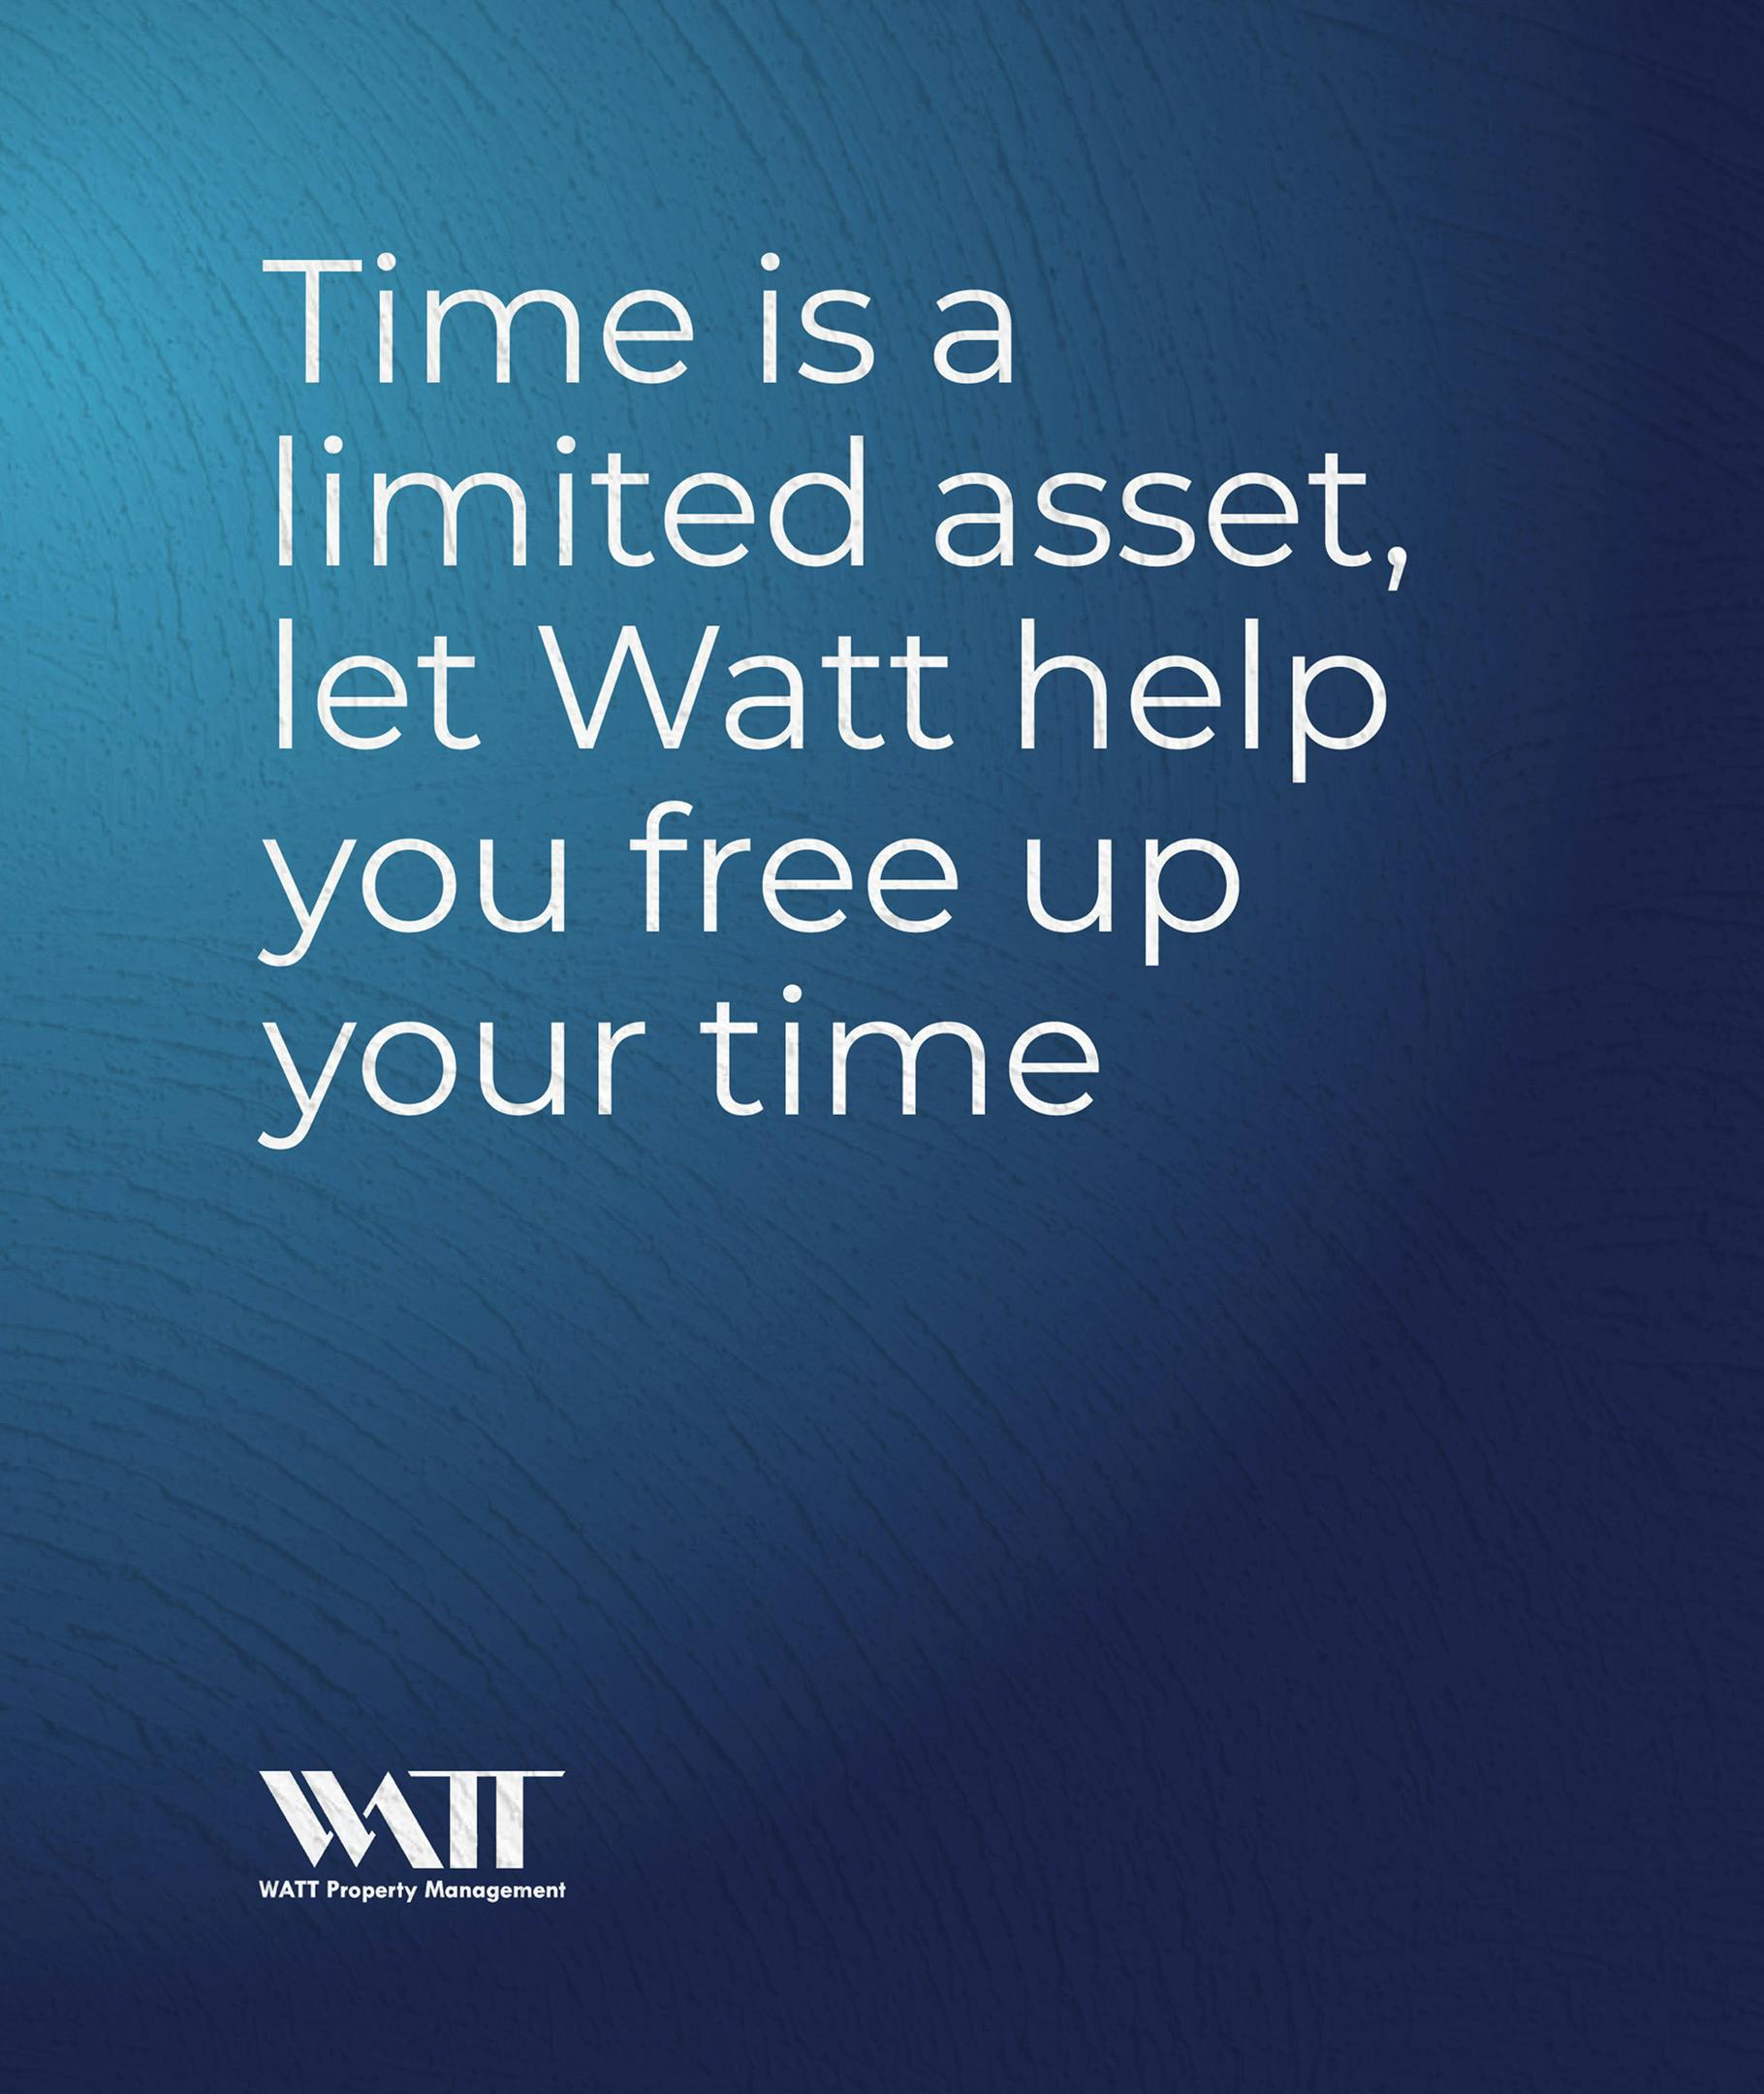 Time is a
limited asset,
let Watt help
you free up
your time
WATT
WATT Property Management